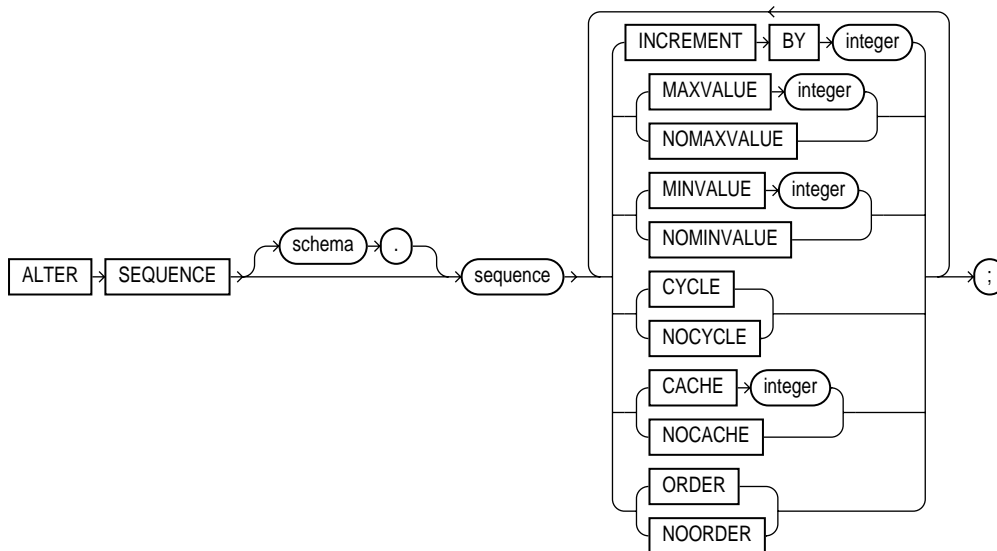 INCREMENT BY integer
MAXVALUE integer
NOMAXVALUE
MINVALUE integer
NOMINVALUE
schema .
ALTER SEQUENCE sequence ;
CYCLE
NOCYCLE
CACHE integer
NOCACHE
ORDER
NOORDER